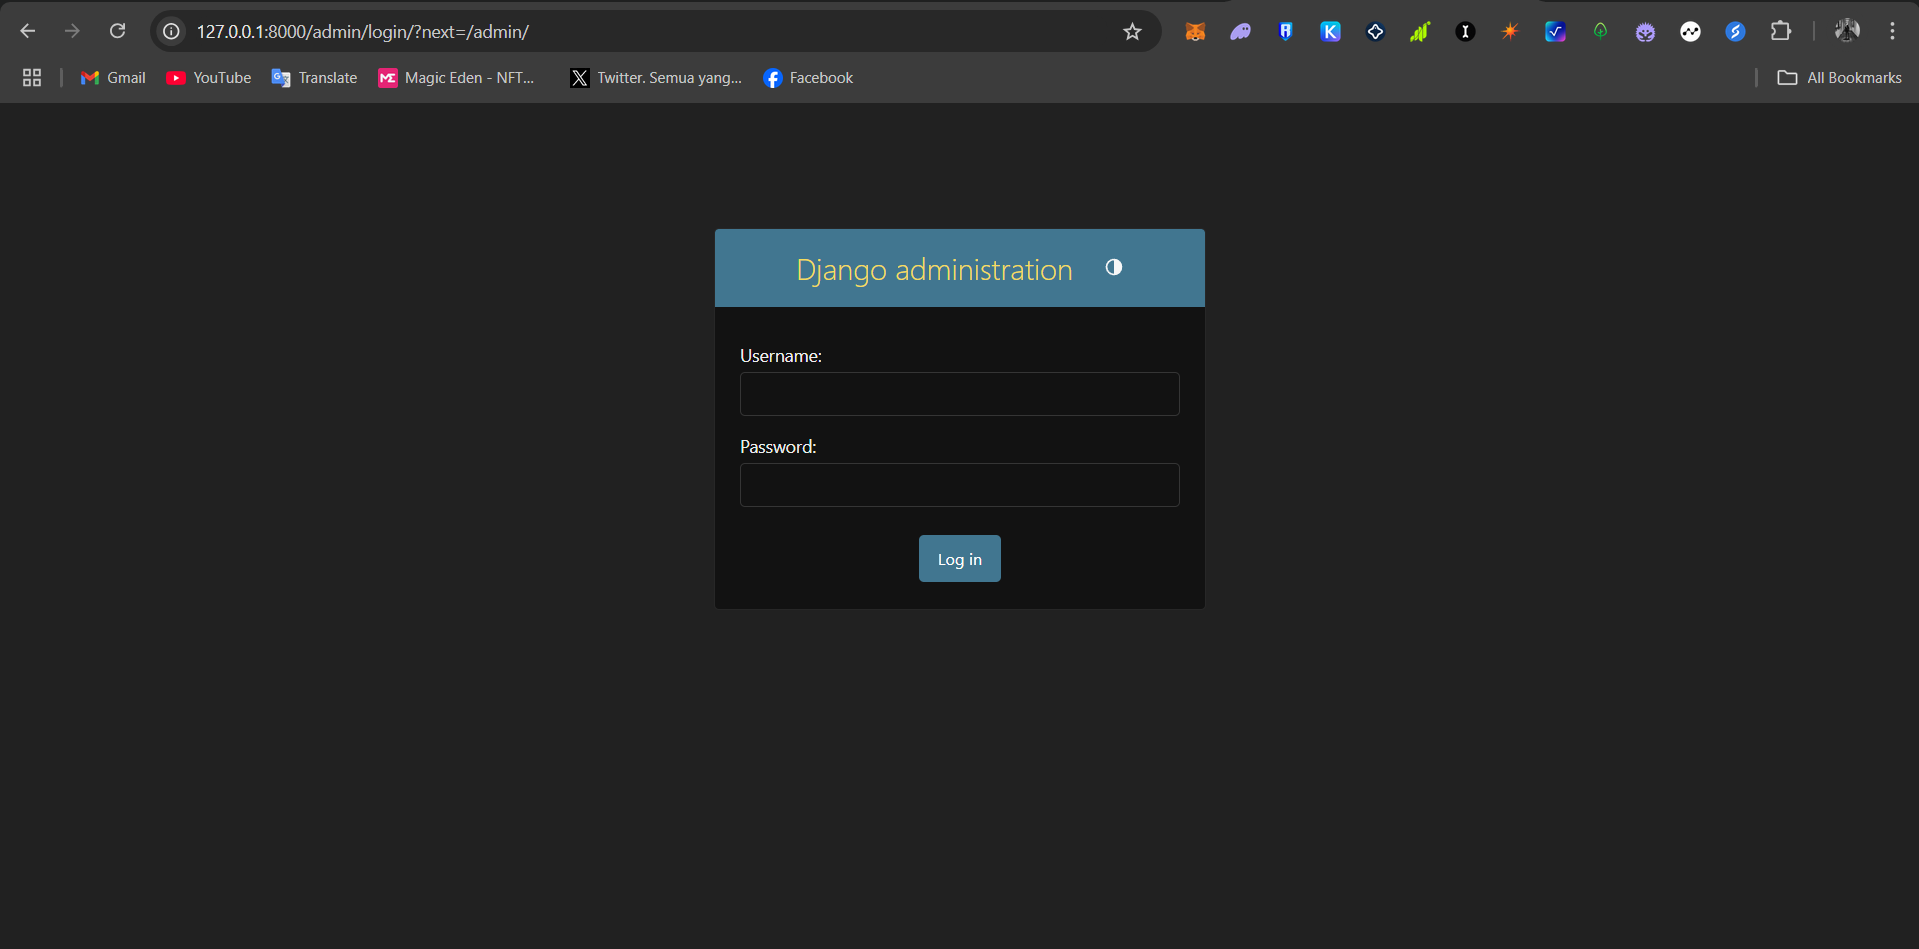 127.0.0.1:8000/admin/login/?next=/admin/
Gmail
YouTube
Translate
Magic Eden - NFT...
Twitter. Semua yang...
Facebook
All Bookmarks
Django administration
Username:
Password:
Log in